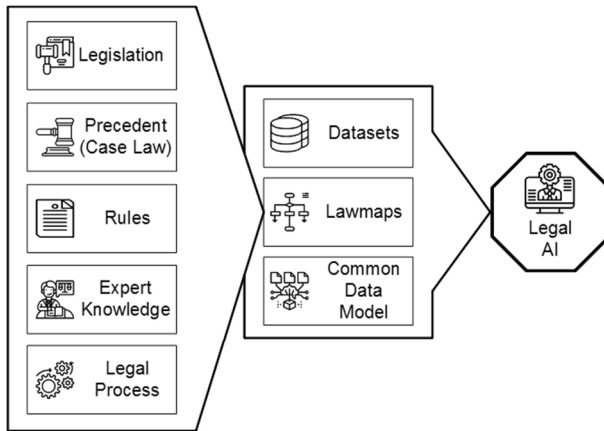 Legislation
Precedent
(Case Law)
Rules
Expert
Knowledge
Legal
Process
Datasets
Lawmaps
Common
Data
Model
Legal
AI